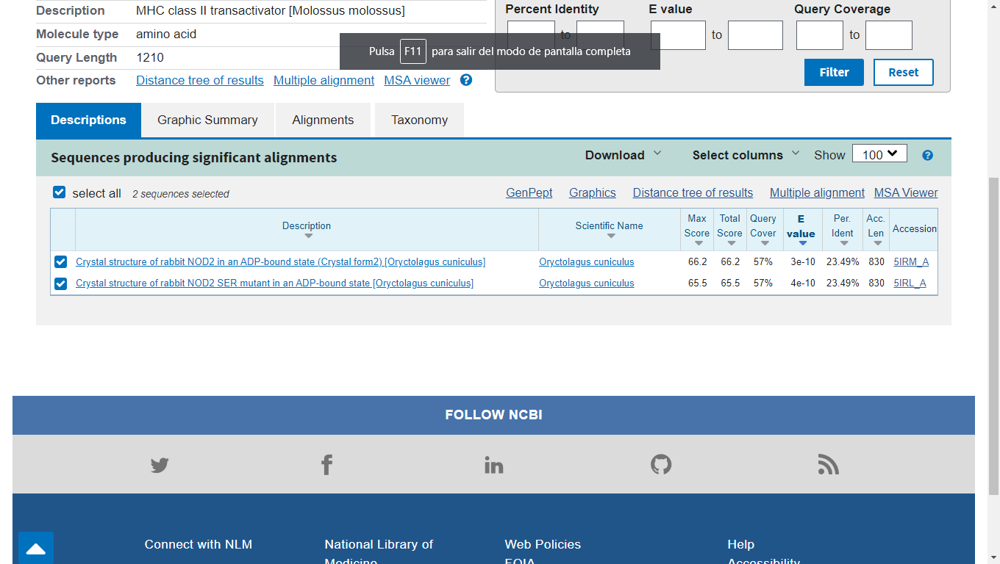 Description MHC class II transactivator [Molossus molossus]
Molecule type amino acid
Query Length 1210
Other reports Distance tree of results Multiple alignment MSA viewer ?
Percent Identity E value Query Coverage
to to to
Pulsa F11 para salir del modo de pantalla completa
Filter Reset
Descriptions Graphic Summary Alignments Taxonomy
Sequences producing significant alignments Download Select columns Show 100 ?
select all 2 sequences selected GenPept Graphics Distance tree of results Multiple alignment MSA Viewer
Description Scientific Name Max Score Total Score Query Cover E value Per. Ident Acc. Len Accession
Crystal structure of rabbit NOD2 in an ADP-bound state (Crystal form2) [Oryctolagus cuniculus] Oryctolagus cuniculus 66.2 66.2 57% 3e-10 23.49% 830 5IRM_A
Crystal structure of rabbit NOD2 SER mutant in an ADP-bound state [Oryctolagus cuniculus] Oryctolagus cuniculus 65.5 65.5 57% 4e-10 23.49% 830 5IRL_A
FOLLOW NCBI
Connect with NLM National Library of Web Policies Help
Medicine FOIA Accessibility